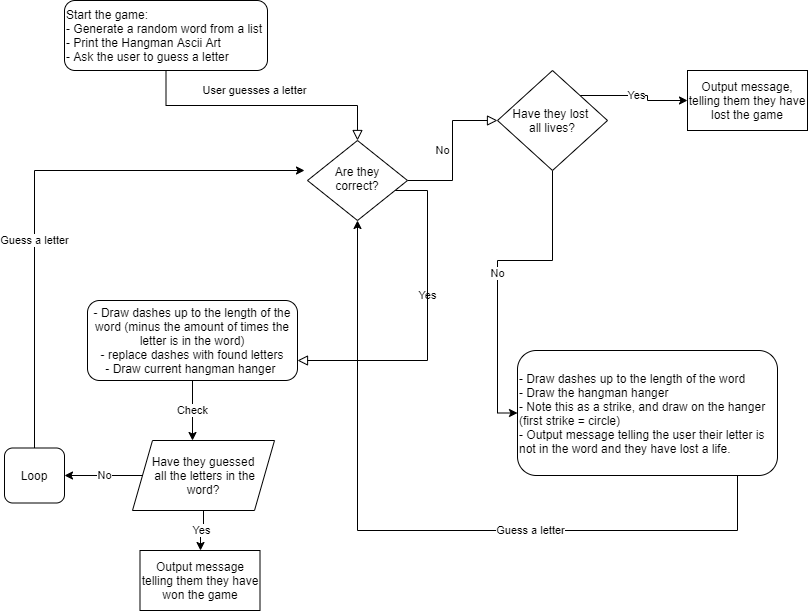 Start the game:
- Generate a random word from a list
- Print the Hangman Ascii Art
- Ask the user to guess a letter
User guesses a letter
Are they
correct?
No
Have they lost
all lives?
Yes
Output message,
telling them they have
lost the game
No
- Draw dashes up to the length of the word
- Draw the hangman hanger
- Note this as a strike, and draw on the hanger
(first strike = circle)
- Output message telling the user their letter is
not in the word and they have lost a life.
Guess a letter
Yes
- Draw dashes up to the length of the
word (minus the amount of times the
letter is in the word)
- replace dashes with found letters
- Draw current hangman hanger
Check
Have they guessed
all the letters in the
word?
No
Loop
Guess a letter
Yes
Output message
telling them they have
won the game